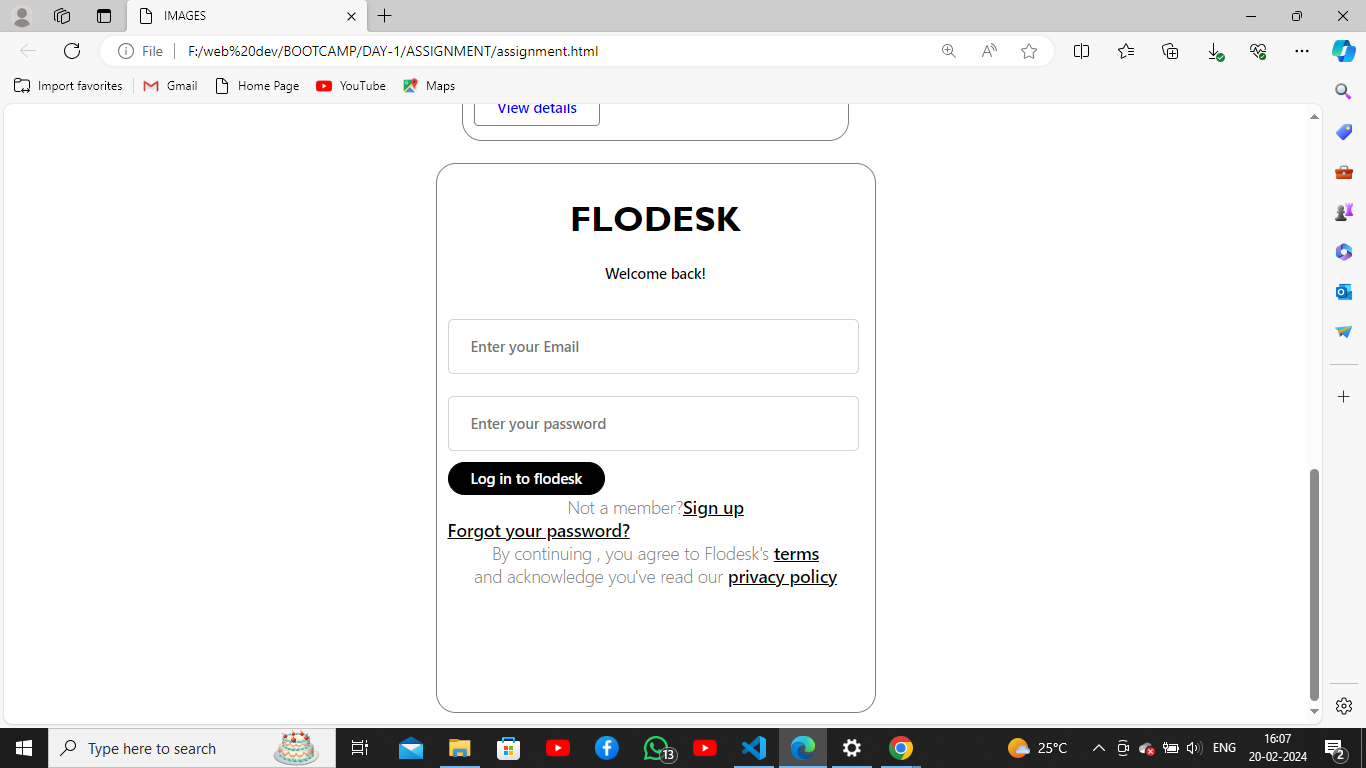 IMAGES
File
F:/web%20dev/BOOTCAMP/DAY-1/ASSIGNMENT/assignment.html
Import favorites
Gmail
Home Page
YouTube
Maps
View details
FLODESK
Welcome back!
Enter your Email
Enter your password
Log in to flodesk
Not a member?Sign up
Forgot your password?
By continuing , you agree to Flodesk's terms
and acknowledge you've read our privacy policy
Type here to search
13
25°C
ENG
16:07
20-02-2024
2